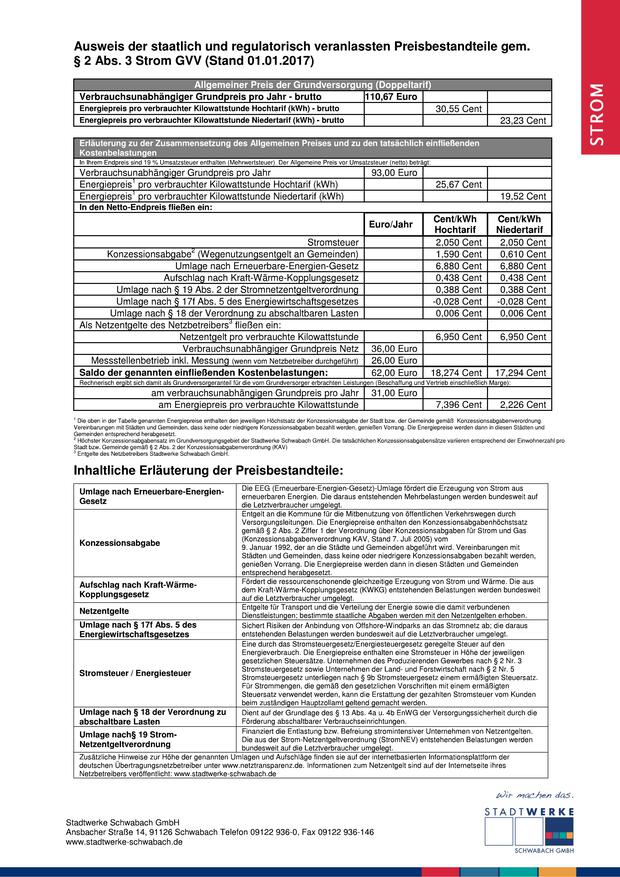 Ausweis der staatlich und regulatorisch veranlassten Preisbestandteile gem.
§ 2 Abs. 3 Strom GVV (Stand 01.01.2017)
STROM
Allgemeiner Preis der Grundversorgung (Doppeltarif)
Verbrauchsunabhängiger Grundpreis pro Jahr - brutto 110,67 Euro
Energiepreis pro verbrauchter Kilowattstunde Hochtarif (kWh) - brutto 30,55 Cent
Energiepreis pro verbrauchter Kilowattstunde Niedertarif (kWh) - brutto 23,23 Cent
Erläuterung zu der Zusammensetzung des Allgemeinen Preises und zu den tatsächlich einfließenden
Kostenbelastungen
In Ihrem Endpreis sind 19 % Umsatzsteuer enthalten (Mehrwertsteuer). Der Allgemeine Preis vor Umsatzsteuer (netto) beträgt:
Verbrauchsunabhängiger Grundpreis pro Jahr 93,00 Euro
Energiepreis¹ pro verbrauchter Kilowattstunde Hochtarif (kWh) 25,67 Cent
Energiepreis¹ pro verbrauchter Kilowattstunde Niedertarif (kWh) 19,52 Cent
In den Netto-Endpreis fließen ein:
Euro/Jahr Cent/kWh Hochtarif Cent/kWh Niedertarif
Stromsteuer 2,050 Cent 2,050 Cent
Konzessionsabgabe² (Wegenutzungsentgelt an Gemeinden) 1,590 Cent 0,610 Cent
Umlage nach Erneuerbare-Energien-Gesetz 6,880 Cent 6,880 Cent
Aufschlag nach Kraft-Wärme-Kopplungsgesetz 0,438 Cent 0,438 Cent
Umlage nach § 19 Abs. 2 der Stromnetzentgeltverordnung 0,388 Cent 0,388 Cent
Umlage nach § 17f Abs. 5 des Energiewirtschaftsgesetzes -0,028 Cent -0,028 Cent
Umlage nach § 18 der Verordnung zu abschaltbaren Lasten 0,006 Cent 0,006 Cent
Als Netzentgelte des Netzbetreibers³ fließen ein:
Netzentgelt pro verbrauchte Kilowattstunde 6,950 Cent 6,950 Cent
Verbrauchsunabhängiger Grundpreis Netz 36,00 Euro
Messstellenbetrieb inkl. Messung (wenn vom Netzbetreiber durchgeführt) 26,00 Euro
Saldo der genannten einfließenden Kostenbelastungen: 62,00 Euro 18,274 Cent 17,294 Cent
Rechnerisch ergibt sich damit als Grundversorgeranteil für die vom Grundversorger erbrachten Leistungen (Beschaffung und Vertrieb einschließlich Marge):
am verbrauchsunabhängigen Grundpreis pro Jahr 31,00 Euro
am Energiepreis pro verbrauchte Kilowattstunde 7,396 Cent 2,226 Cent
¹ Die oben in der Tabelle genannten Energiepreise enthalten den jeweiligen Höchstsatz der Konzessionsabgabe der Stadt bzw. der Gemeinde gemäß Konzessionsabgabenverordnung.
Vereinbarungen mit Städten und Gemeinden, dass keine oder niedrigere Konzessionsabgaben bezahlt werden, genießen Vorrang. Die Energiepreise werden dann in diesen Städten und
Gemeinden entsprechend herabgesetzt.
² Höchster Konzessionsabgabensatz im Grundversorgungsgebiet der Stadtwerke Schwabach GmbH. Die tatsächlichen Konzessionsabgabensätze variieren entsprechend der Einwohnerzahl pro
Stadt bzw. Gemeinde gemäß § 2 Abs. 2 der Konzessionsabgabenverordnung (KAV)
³ Entgelte des Netzbetreibers Stadtwerke Schwabach GmbH.
Inhaltliche Erläuterung der Preisbestandteile:
Umlage nach Erneuerbare-Energien-
Gesetz
Die EEG (Erneuerbare-Energien-Gesetz)-Umlage fördert die Erzeugung von Strom aus
erneuerbaren Energien. Die daraus entstehenden Mehrbelastungen werden bundesweit auf
die Letztverbraucher umgelegt.
Konzessionsabgabe
Entgelt an die Kommune für die Mitbenutzung von öffentlichen Verkehrswegen durch
Versorgungsleitungen. Die Energiepreise enthalten den Konzessionsabgabenhöchstsatz
gemäß § 2 Abs. 2 Ziffer 1 der Verordnung über Konzessionsabgaben für Strom und Gas
(Konzessionsabgabenverordnung KAV, Stand 7. Juli 2005) vom
9. Januar 1992, der an die Städte und Gemeinden abgeführt wird. Vereinbarungen mit
Städten und Gemeinden, dass keine oder niedrigere Konzessionsabgaben bezahlt werden,
genießen Vorrang. Die Energiepreise werden dann in diesen Städten und Gemeinden
entsprechend herabgesetzt.
Aufschlag nach Kraft-Wärme-
Kopplungsgesetz
Fördert die ressourcenschonende gleichzeitige Erzeugung von Strom und Wärme. Die aus
dem Kraft-Wärme-Kopplungsgesetz (KWKG) entstehenden Belastungen werden bundesweit
auf die Letztverbraucher umgelegt.
Netzentgelte
Entgelte für Transport und die Verteilung der Energie sowie die damit verbundenen
Dienstleistungen; bestimmte staatliche Abgaben werden mit den Netzentgelten erhoben.
Umlage nach § 17f Abs. 5 des
Energiewirtschaftsgesetzes
Sichert Risiken der Anbindung von Offshore-Windparks an das Stromnetz ab; die daraus
entstehenden Belastungen werden bundesweit auf die Letztverbraucher umgelegt.
Stromsteuer / Energiesteuer
Eine durch das Stromsteuergesetz/Energiesteuergesetz geregelte Steuer auf den
Energieverbrauch. Die Energiepreise enthalten eine Stromsteuer in Höhe der jeweiligen
gesetzlichen Steuersätze. Unternehmen des Produzierenden Gewerbes nach § 2 Nr. 3
Stromsteuergesetz sowie Unternehmen der Land- und Forstwirtschaft nach § 2 Nr. 5
Stromsteuergesetz unterliegen nach § 9b Stromsteuergesetz einem ermäßigten Steuersatz.
Für Strommengen, die gemäß den gesetzlichen Vorschriften mit einem ermäßigten
Steuersatz verwendet werden, kann die Erstattung der gezahlten Stromsteuer vom Kunden
beim zuständigen Hauptzollamt geltend gemacht werden.
Umlage nach § 18 der Verordnung zu
abschaltbare Lasten
Dient auf der Grundlage des § 13 Abs. 4a u. 4b EnWG der Versorgungssicherheit durch die
Förderung abschaltbarer Verbrauchseinrichtungen.
Umlage nach§ 19 Strom-
Netzentgeltverordnung
Finanziert die Entlastung bzw. Befreiung stromintensiver Unternehmen von Netzentgelten.
Die aus der Strom-Netzentgeltverordnung (StromNEV) entstehenden Belastungen werden
bundesweit auf die Letztverbraucher umgelegt.
Zusätzliche Hinweise zur Höhe der genannten Umlagen und Aufschläge finden sie auf der internetbasierten Informationsplattform der
deutschen Übertragungsnetzbetreiber unter www.netztransparenz.de. Informationen zum Netzentgelt sind auf der Internetseite ihres
Netzbetreibers veröffentlicht: www.stadtwerke-schwabach.de
Wir machen das.
STADTWERKE
SCHWABACH GMBH
Stadtwerke Schwabach GmbH
Ansbacher Straße 14, 91126 Schwabach Telefon 09122 936-0, Fax 09122 936-146
www.stadtwerke-schwabach.de